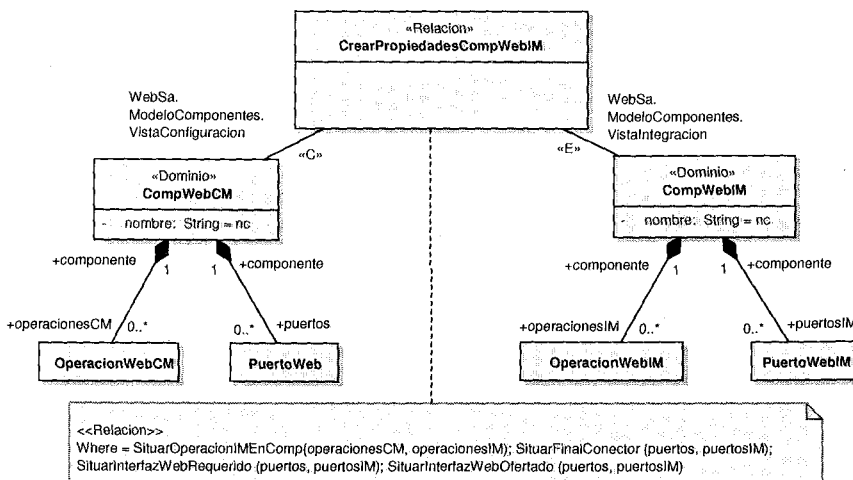 «Relacion»
CrearPropiedadesCompWebIM
WebSa.
ModeloComponentes.
VistaConfiguracion
WebSa.
ModeloComponentes.
VistaIntegracion
«C»
«E»
«Dominio»
CompWebCM
- nombre: String = nc
«Dominio»
CompWebIM
- nombre: String = nc
+componente
1
1
+componente
+componente
1
1
+componente
+operacionesCM
0..*
0..*
+puertos
+operacionesIM
0..*
0..*
+puertosIM
OperacionWebCM
PuertoWeb
OperacionWebIM
PuertoWebIM
<<Relacion>>
Where = SituarOperacionIMEnComp(operacionesCM, operacionesIM); SituarFinalConector (puertos, puertosIM);
SituarInterfazWebRequerido (puertos, puertosIM); SituarInterfazWebOfertado (puertos, puertosIM)